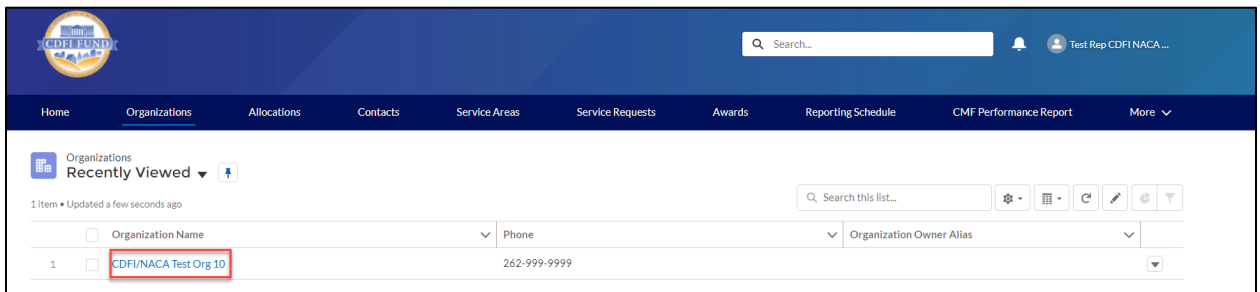 CDFI FUND
Search...
Test Rep CDFI NACA ...
Home Organizations Allocations Contacts Service Areas Service Requests Awards Reporting Schedule CMF Performance Report More
Organizations
Recently Viewed
1 item • Updated a few seconds ago
Search this list...
Organization Name Phone Organization Owner Alias
1 CDFI/NACA Test Org 10 262-999-9999